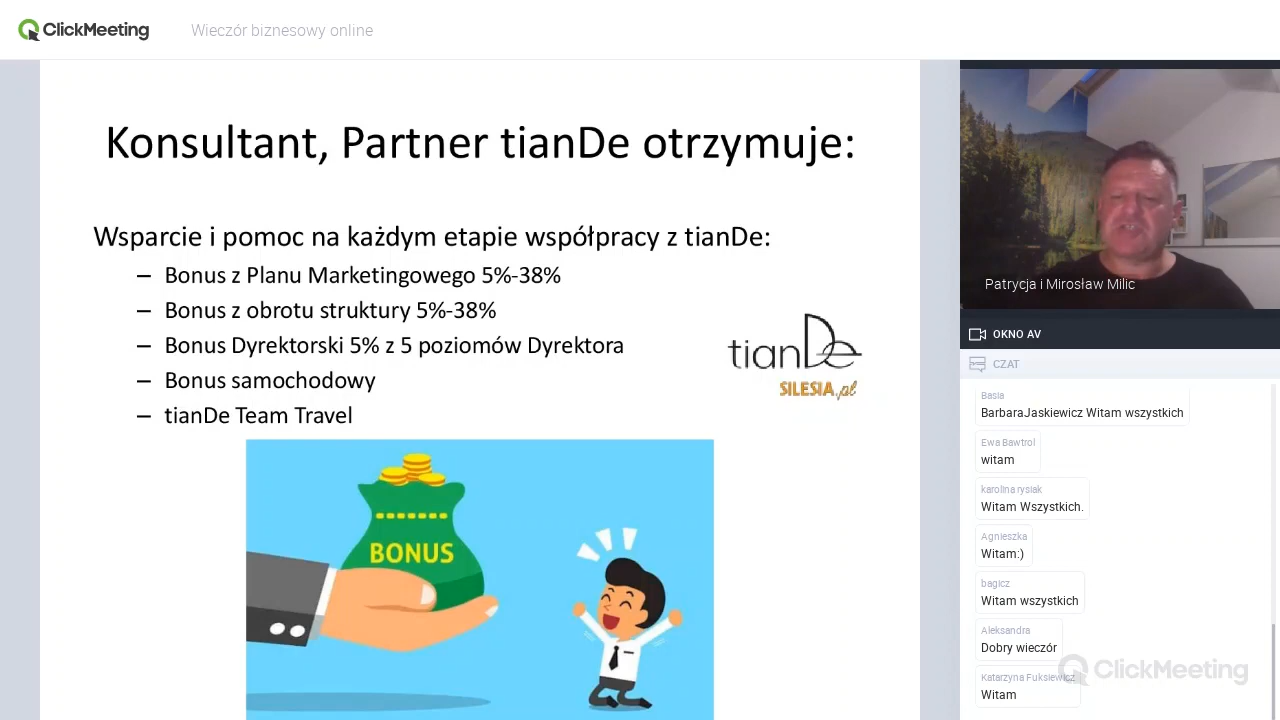 ClickMeeting
Wieczór biznesowy online
Konsultant, Partner tianDe otrzymuje:
Wsparcie i pomoc na każdym etapie współpracy z tianDe:
– Bonus z Planu Marketingowego 5%-38%
– Bonus z obrotu struktury 5%-38%
– Bonus Dyrektorski 5% z 5 poziomów Dyrektora
– Bonus samochodowy
– tianDe Team Travel
tianDe
SILESIA.pl
BONUS
Patrycja i Mirosław Milic
OKNO AV
CZAT
Basia
BarbaraJaskiewicz Witam wszystkich
Ewa Bawtrol
witam
karolina rysiak
Witam Wszystkich.
Agnieszka
Witam:)
bagicz
Witam wszystkich
Aleksandra
Dobry wieczór
Katarzyna Fuksiewicz
Witam
ClickMeeting